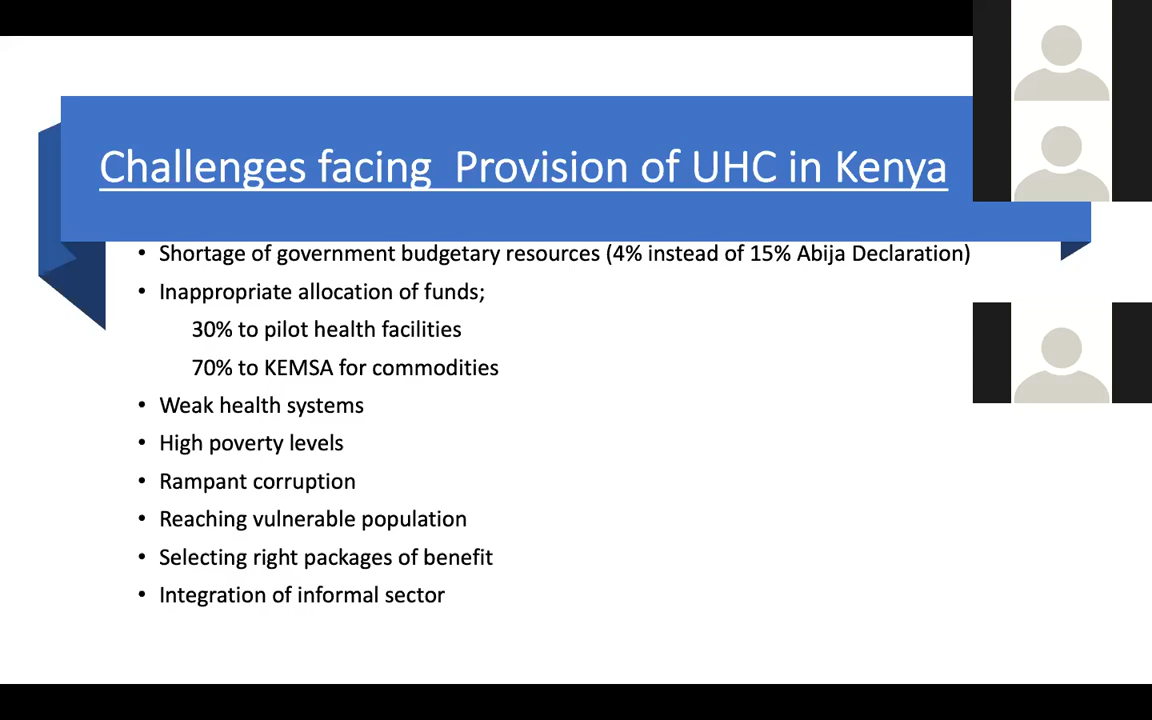 Challenges facing  Provision of UHC in Kenya
• Shortage of government budgetary resources (4% instead of 15% Abija Declaration)
• Inappropriate allocation of funds;
30% to pilot health facilities
70% to KEMSA for commodities
• Weak health systems
• High poverty levels
• Rampant corruption
• Reaching vulnerable population
• Selecting right packages of benefit
• Integration of informal sector